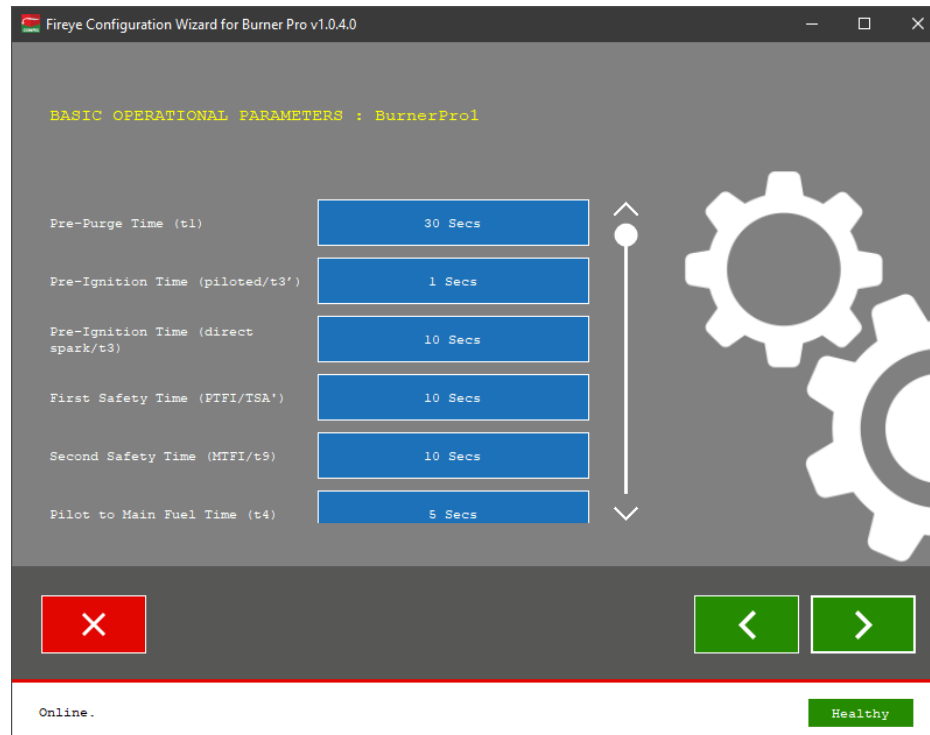 Fireye Configuration Wizard for Burner Pro v1.0.4.0
BASIC OPERATIONAL PARAMETERS : BurnerPro1
Pre-Purge Time (t1)
30 Secs
Pre-Ignition Time (piloted/t3')
1 Secs
Pre-Ignition Time (direct
spark/t3)
10 Secs
First Safety Time (PTFI/TSA')
10 Secs
Second Safety Time (MTFI/t9)
10 Secs
Pilot to Main Fuel Time (t4)
5 Secs
Online.
Healthy